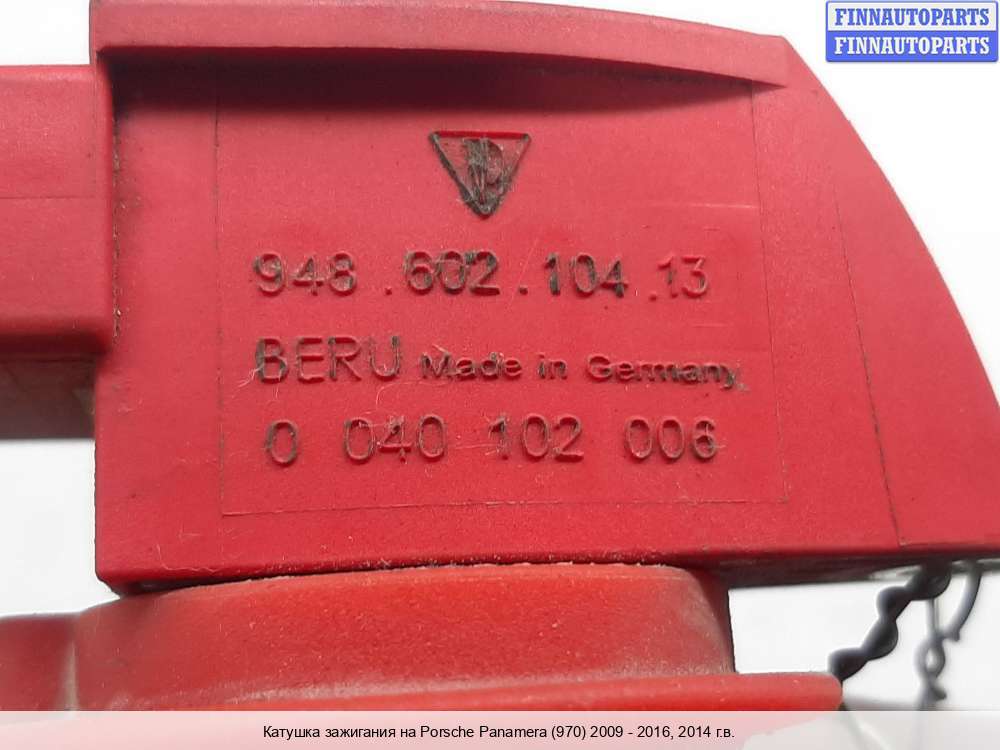 FINNAUTOPARTS
FINNAUTOPARTS
948.602.104.13
BERU Made in Germany
0 040 102 006
Катушка зажигания на Porsche Panamera (970) 2009 - 2016, 2014 г.в.